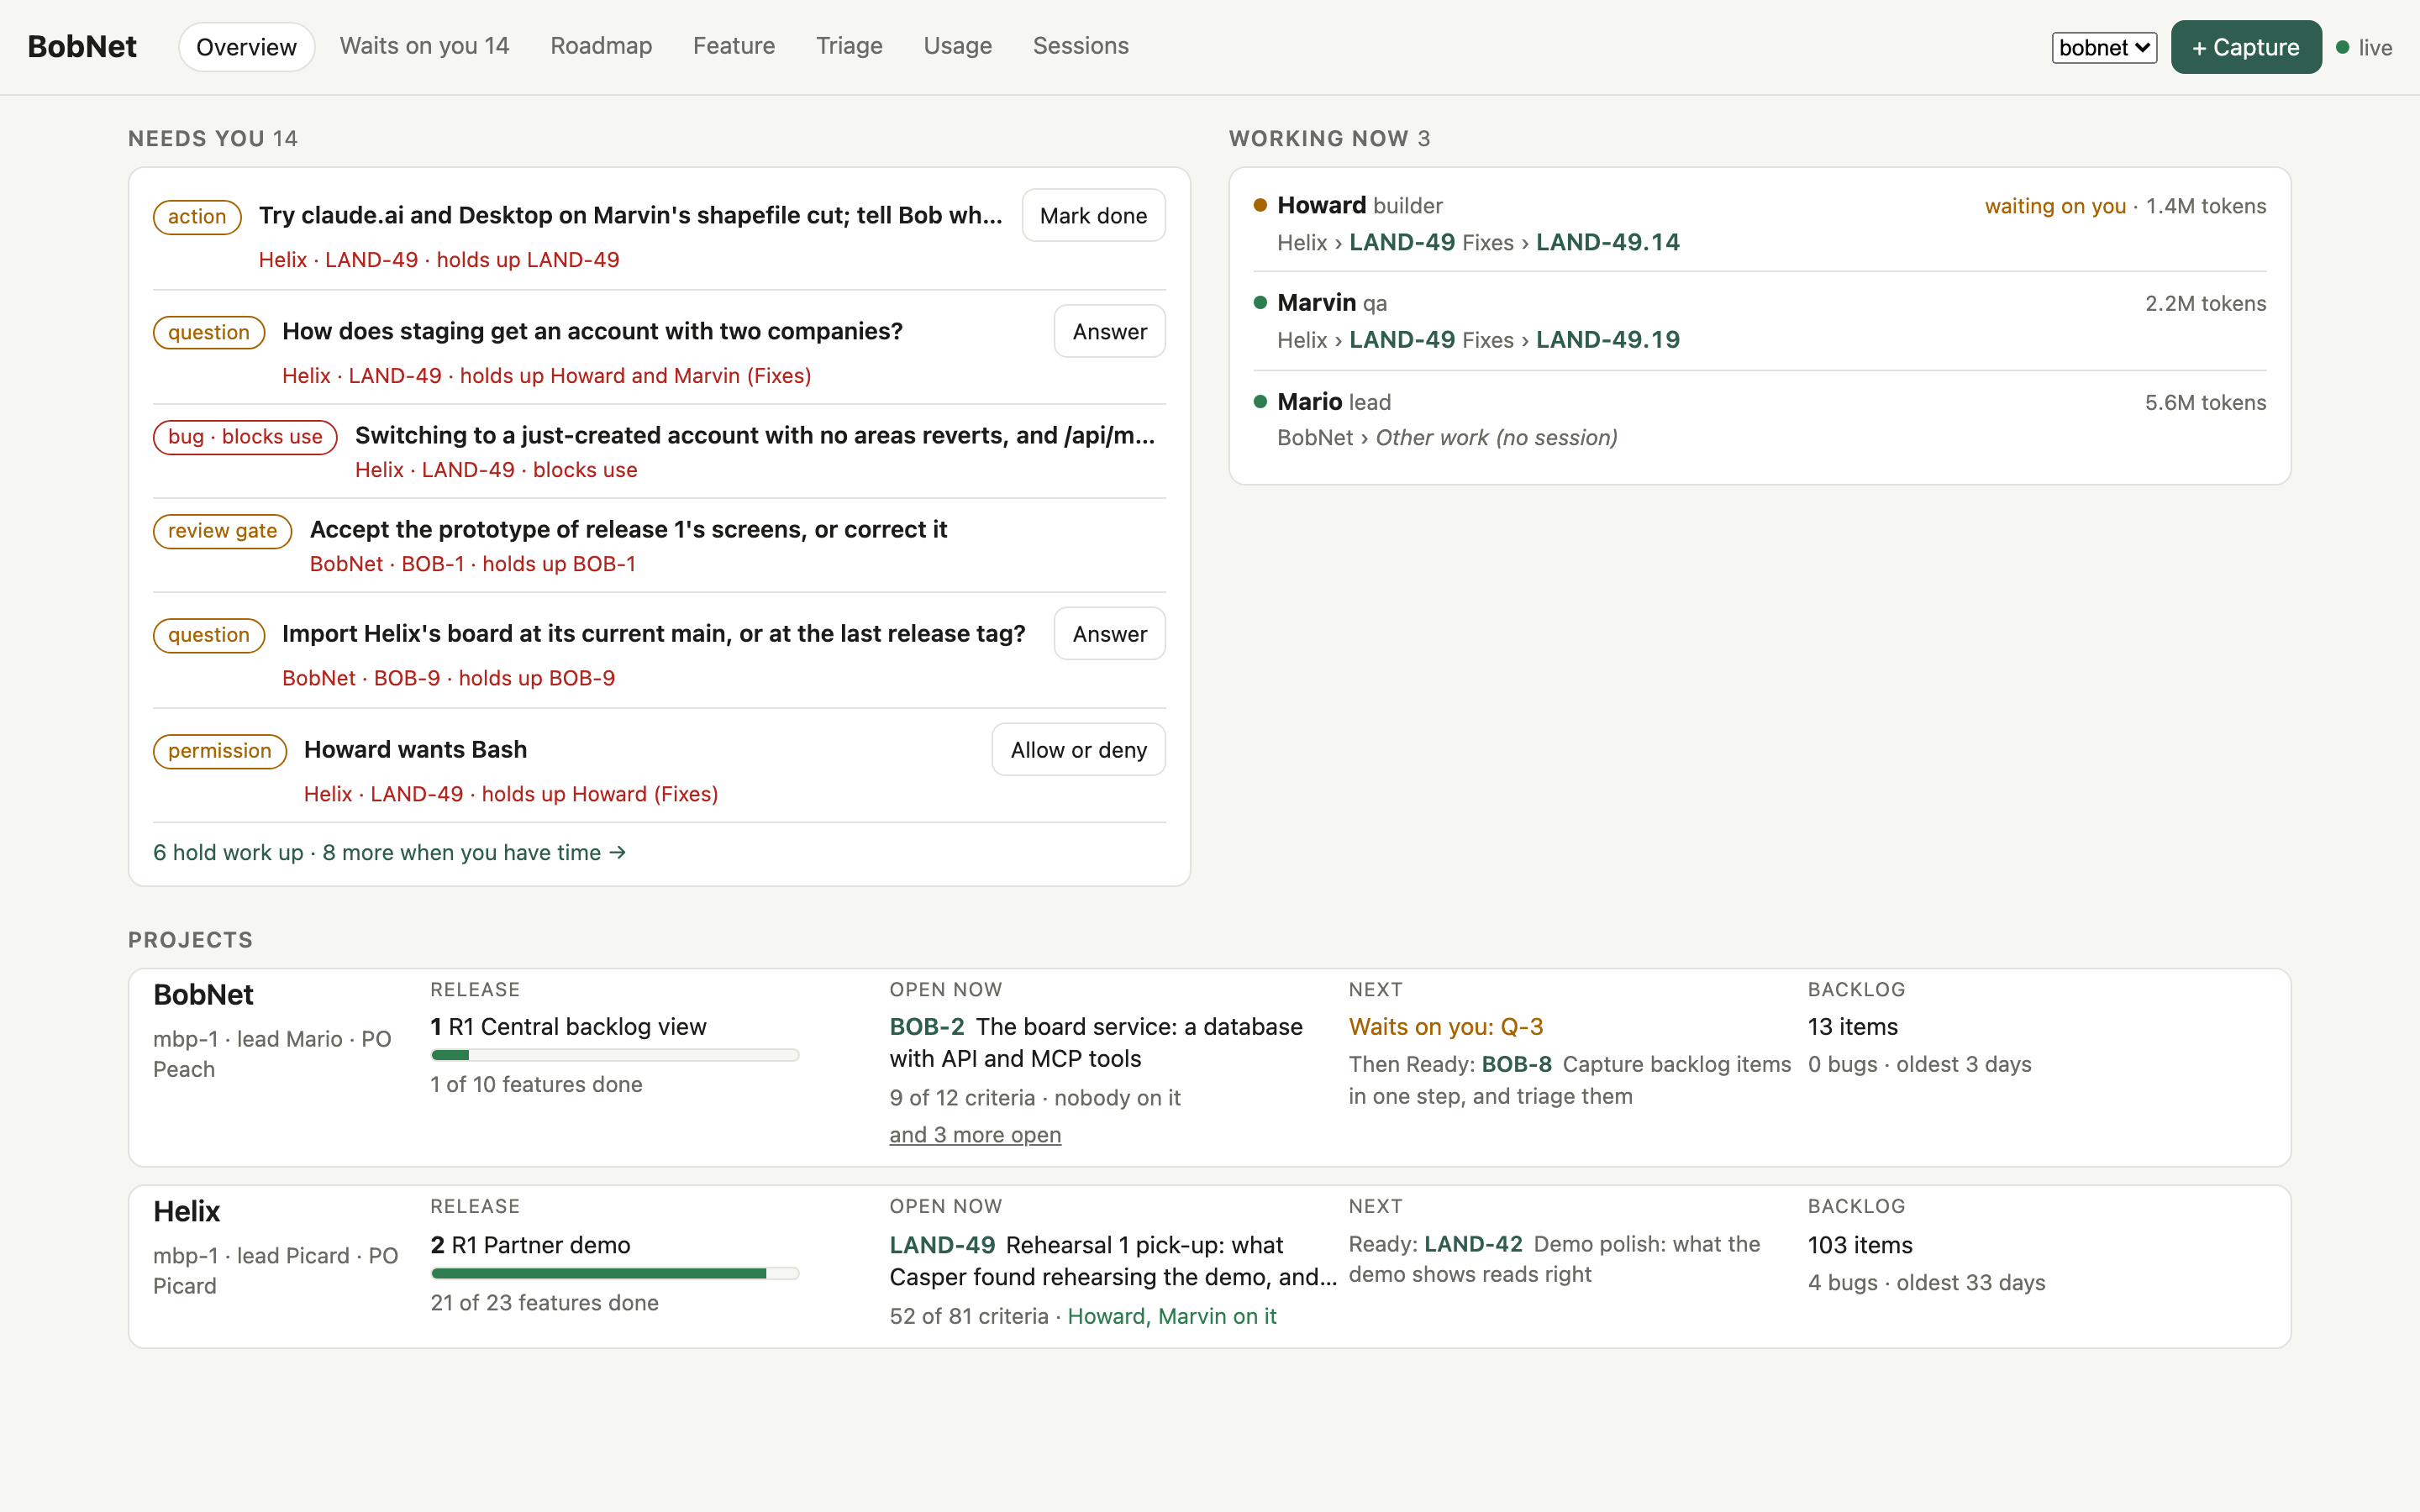 BobNet
Overview
Waits on you 14
Roadmap
Feature
Triage
Usage
Sessions
bobnet
+ Capture
live
NEEDS YOU 14
action
Try claude.ai and Desktop on Marvin's shapefile cut; tell Bob wh...
Mark done
Helix · LAND-49 · holds up LAND-49
question
How does staging get an account with two companies?
Answer
Helix · LAND-49 · holds up Howard and Marvin (Fixes)
bug · blocks use
Switching to a just-created account with no areas reverts, and /api/m...
Helix · LAND-49 · blocks use
review gate
Accept the prototype of release 1's screens, or correct it
BobNet · BOB-1 · holds up BOB-1
question
Import Helix's board at its current main, or at the last release tag?
Answer
BobNet · BOB-9 · holds up BOB-9
permission
Howard wants Bash
Allow or deny
Helix · LAND-49 · holds up Howard (Fixes)
6 hold work up · 8 more when you have time →
WORKING NOW 3
Howard builder
waiting on you · 1.4M tokens
Helix › LAND-49 Fixes › LAND-49.14
Marvin qa
2.2M tokens
Helix › LAND-49 Fixes › LAND-49.19
Mario lead
5.6M tokens
BobNet › Other work (no session)
PROJECTS
BobNet
mbp-1 · lead Mario · PO
Peach
RELEASE
1 R1 Central backlog view
1 of 10 features done
OPEN NOW
BOB-2 The board service: a database
with API and MCP tools
9 of 12 criteria · nobody on it
and 3 more open
NEXT
Waits on you: Q-3
Then Ready: BOB-8 Capture backlog items
in one step, and triage them
BACKLOG
13 items
0 bugs · oldest 3 days
Helix
mbp-1 · lead Picard · PO
Picard
RELEASE
2 R1 Partner demo
21 of 23 features done
OPEN NOW
LAND-49 Rehearsal 1 pick-up: what
Casper found rehearsing the demo, and...
52 of 81 criteria · Howard, Marvin on it
NEXT
Ready: LAND-42 Demo polish: what the
demo shows reads right
BACKLOG
103 items
4 bugs · oldest 33 days